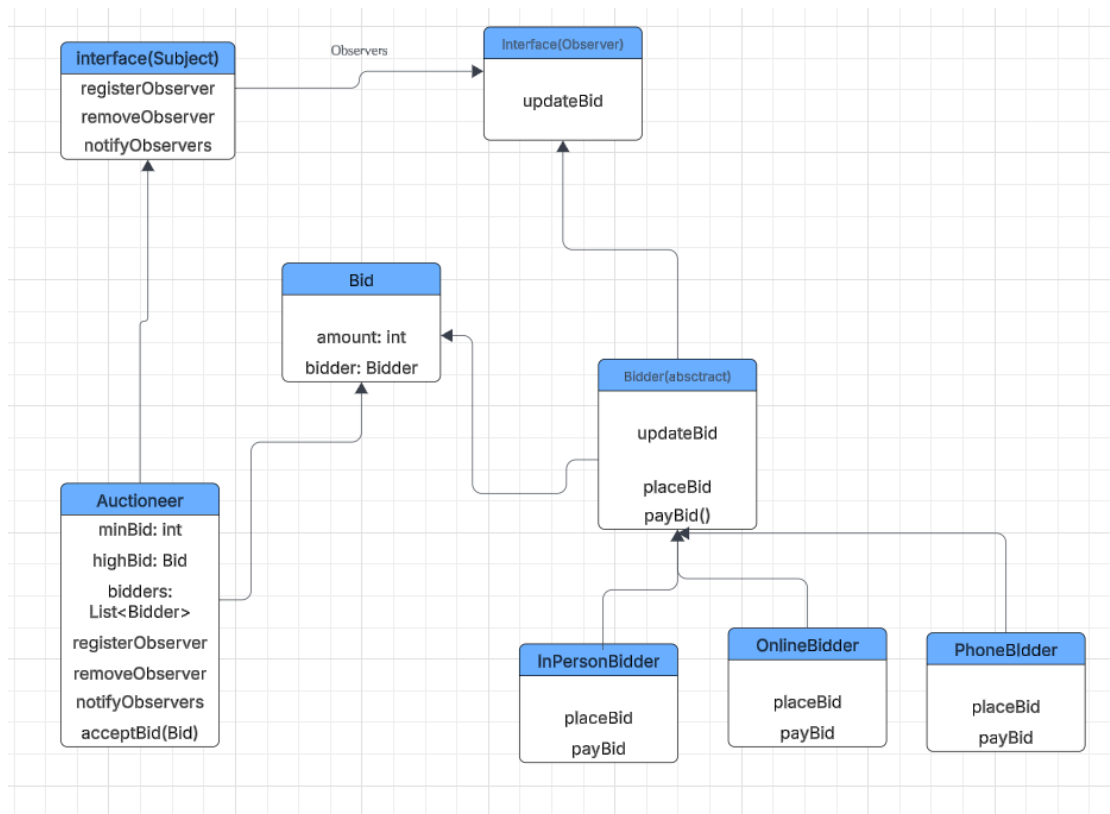 interface(Subject)
registerObserver
removeObserver
notifyObservers
Observers
Interface(Observer)
updateBid
Bid
amount: int
bidder: Bidder
Bidder(absctract)
updateBid
placeBid
payBid()
Auctioneer
minBid: int
highBid: Bid
bidders:
List<Bidder>
registerObserver
removeObserver
notifyObservers
acceptBid(Bid)
InPersonBidder
placeBid
payBid
OnlineBidder
placeBid
payBid
PhoneBIdder
placeBid
payBid